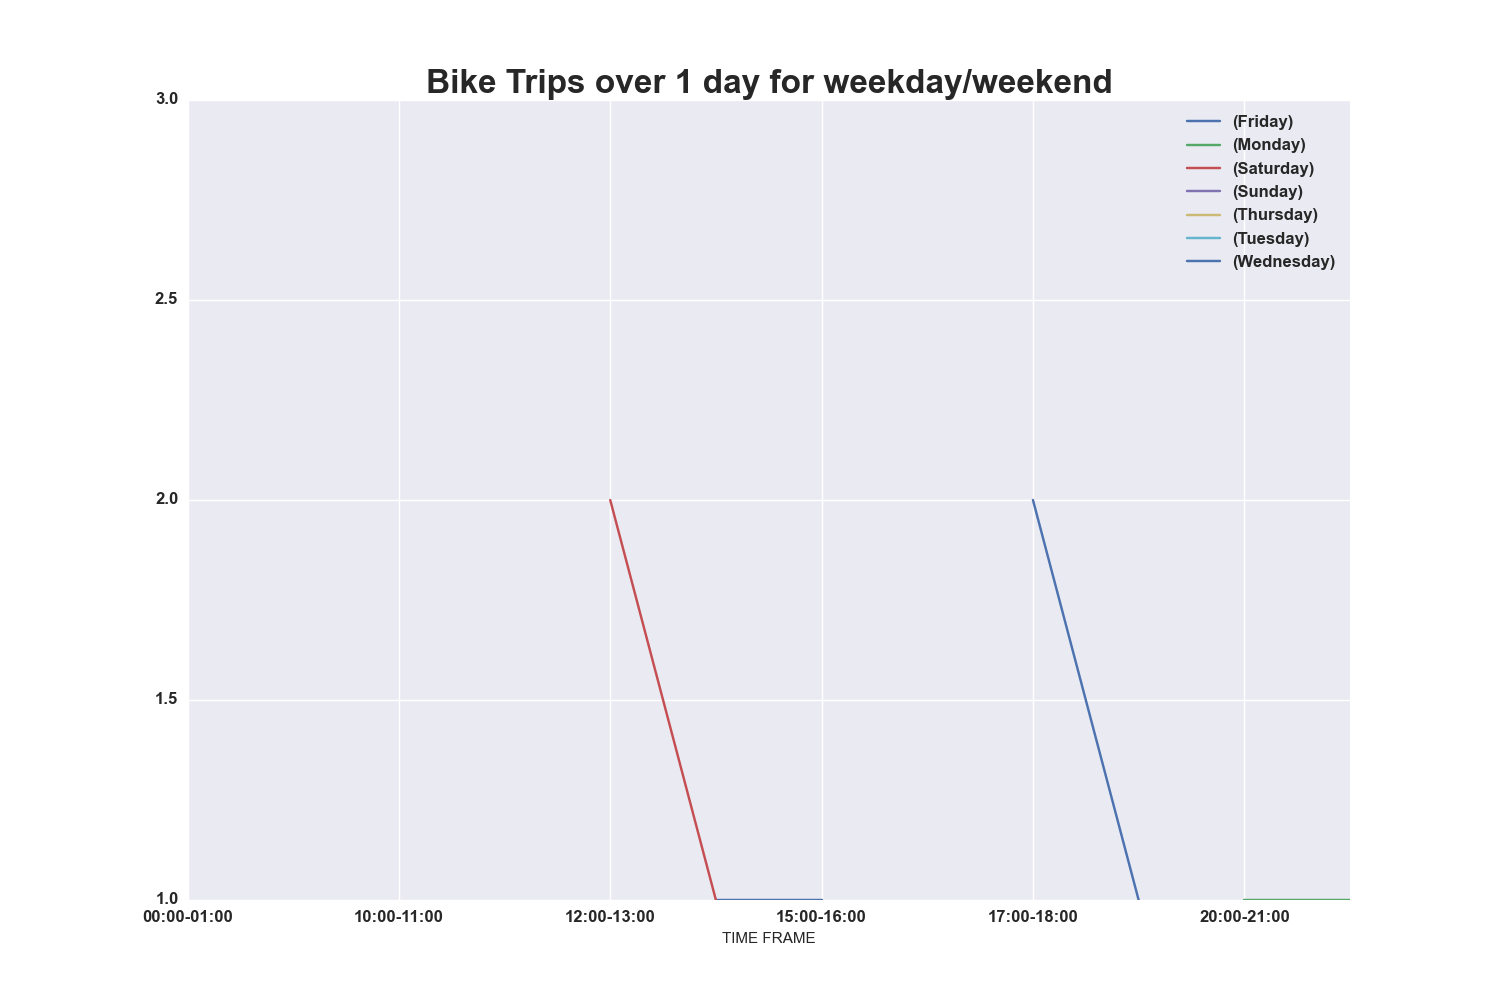 Bike Trips over 1 day for weekday/weekend
3.0
2.5
2.0
1.5
1.0
(Friday)
(Monday)
(Saturday)
(Sunday)
(Thursday)
(Tuesday)
(Wednesday)
00:00-01:00 10:00-11:00 12:00-13:00 15:00-16:00 17:00-18:00 20:00-21:00
TIME FRAME